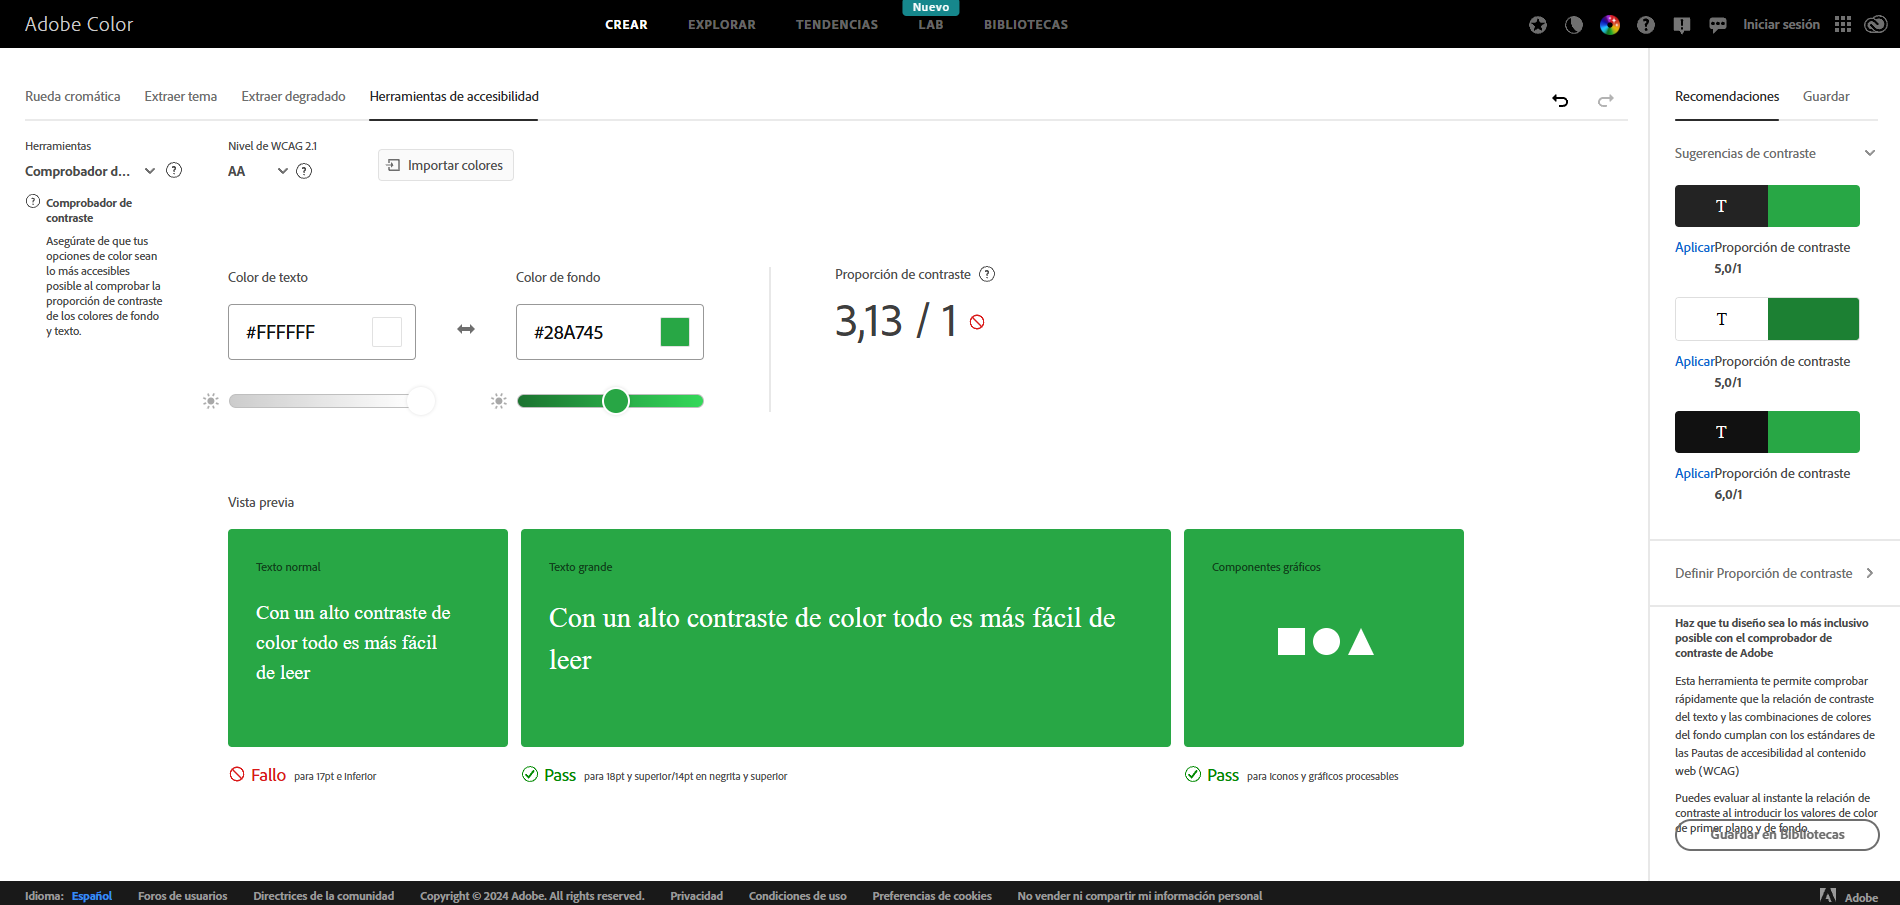 Adobe Color
CREAR
EXPLORAR
TENDENCIAS
Nuevo
LAB
BIBLIOTECAS
Iniciar sesión
Rueda cromática
Extraer tema
Extraer degradado
Herramientas de accesibilidad
Recomendaciones
Guardar
Herramientas
Comprobador d...
Nivel de WCAG 2.1
AA
Importar colores
Comprobador de
contraste
Asegúrate de que tus
opciones de color sean
lo más accesibles
posible al comprobar la
proporción de contraste
de los colores de fondo
y texto.
Color de texto
#FFFFFF
Color de fondo
#28A745
Proporción de contraste
3,13 / 1
Vista previa
Texto normal
Con un alto contraste de
color todo es más fácil
de leer
Fallo para 17pt e inferior
Texto grande
Con un alto contraste de color todo es más fácil de
leer
Pass para 18pt y superior/14pt en negrita y superior
Componentes gráficos
Pass para iconos y gráficos procesables
Sugerencias de contraste
T
Aplicar Proporción de contraste
5,0/1
T
Aplicar Proporción de contraste
5,0/1
T
Aplicar Proporción de contraste
6,0/1
Definir Proporción de contraste
Haz que tu diseño sea lo más inclusivo
posible con el comprobador de
contraste de Adobe
Esta herramienta te permite comprobar
rápidamente que la relación de contraste
del texto y las combinaciones de colores
del fondo cumplan con los estándares de
las Pautas de accesibilidad al contenido
web (WCAG)
Puedes evaluar al instante la relación de
contraste al introducir los valores de color
de primer plano y de fondo.
Guardar en Bibliotecas
Idioma: Español
Foros de usuarios
Directrices de la comunidad
Copyright © 2024 Adobe. All rights reserved.
Privacidad
Condiciones de uso
Preferencias de cookies
No vender ni compartir mi información personal
Adobe